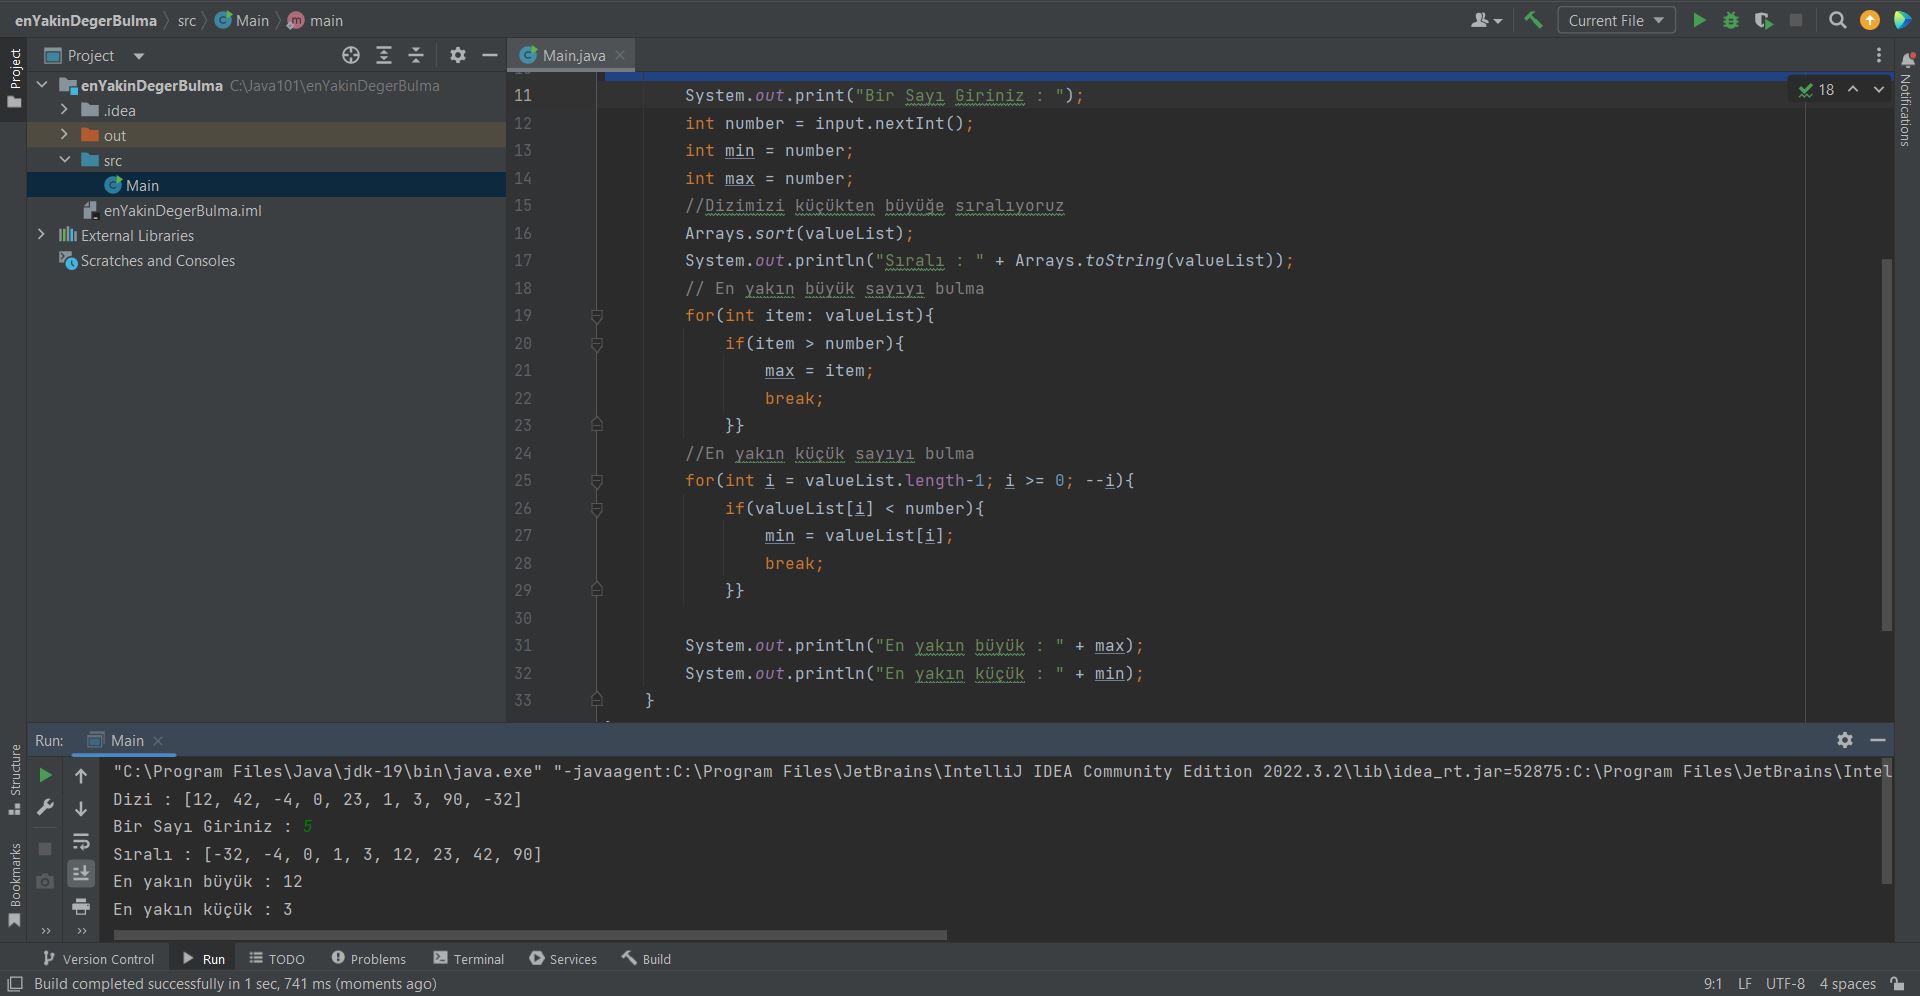 enYakinDegerBulma src Main main
Current File
Project
Main.java
enYakinDegerBulma C:\Java101\enYakinDegerBulma
.idea
out
src
Main
enYakinDegerBulma.iml
External Libraries
Scratches and Consoles
Project
Structure
Bookmarks
Notifications
18
11 System.out.print("Bir Sayı Giriniz : ");
12 int number = input.nextInt();
13 int min = number;
14 int max = number;
15 //Dizimizi küçükten büyüğe sıralıyoruz
16 Arrays.sort(valueList);
17 System.out.println("Sıralı : " + Arrays.toString(valueList));
18 // En yakın büyük sayıyı bulma
19 for(int item: valueList){
20 if(item > number){
21 max = item;
22 break;
23 }}
24 //En yakın küçük sayıyı bulma
25 for(int i = valueList.length-1; i >= 0; --i){
26 if(valueList[i] < number){
27 min = valueList[i];
28 break;
29 }}
30
31 System.out.println("En yakın büyük : " + max);
32 System.out.println("En yakın küçük : " + min);
33 }
Run: Main
"C:\Program Files\Java\jdk-19\bin\java.exe" "-javaagent:C:\Program Files\JetBrains\IntelliJ IDEA Community Edition 2022.3.2\lib\idea_rt.jar=52875:C:\Program Files\JetBrains\Intel
Dizi : [12, 42, -4, 0, 23, 1, 3, 90, -32]
Bir Sayı Giriniz : 5
Sıralı : [-32, -4, 0, 1, 3, 12, 23, 42, 90]
En yakın büyük : 12
En yakın küçük : 3
Version Control Run TODO Problems Terminal Services Build
Build completed successfully in 1 sec, 741 ms (moments ago)
9:1 LF UTF-8 4 spaces